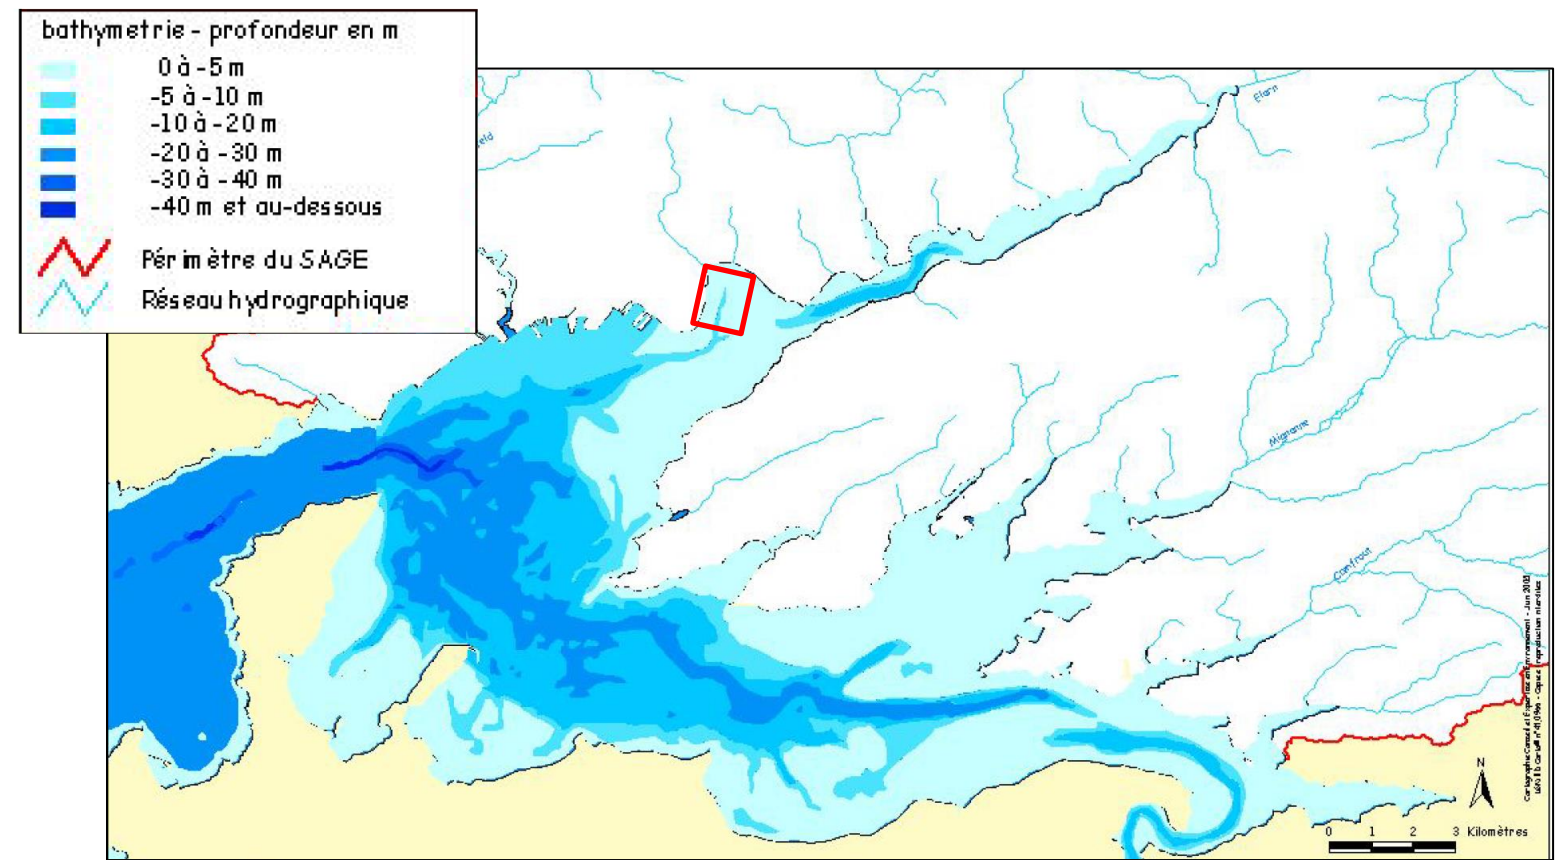 bathymetrie - profondeur en m
0 à -5 m
-5 à -10 m
-10 à -20 m
-20 à -30 m
-30 à -40 m
-40 m et au-dessous
Périmètre du SAGE
Réseau hydrographique
eld
Elorn
Mignonne
Camfrout
N
0 1 2 3 Kilomètres